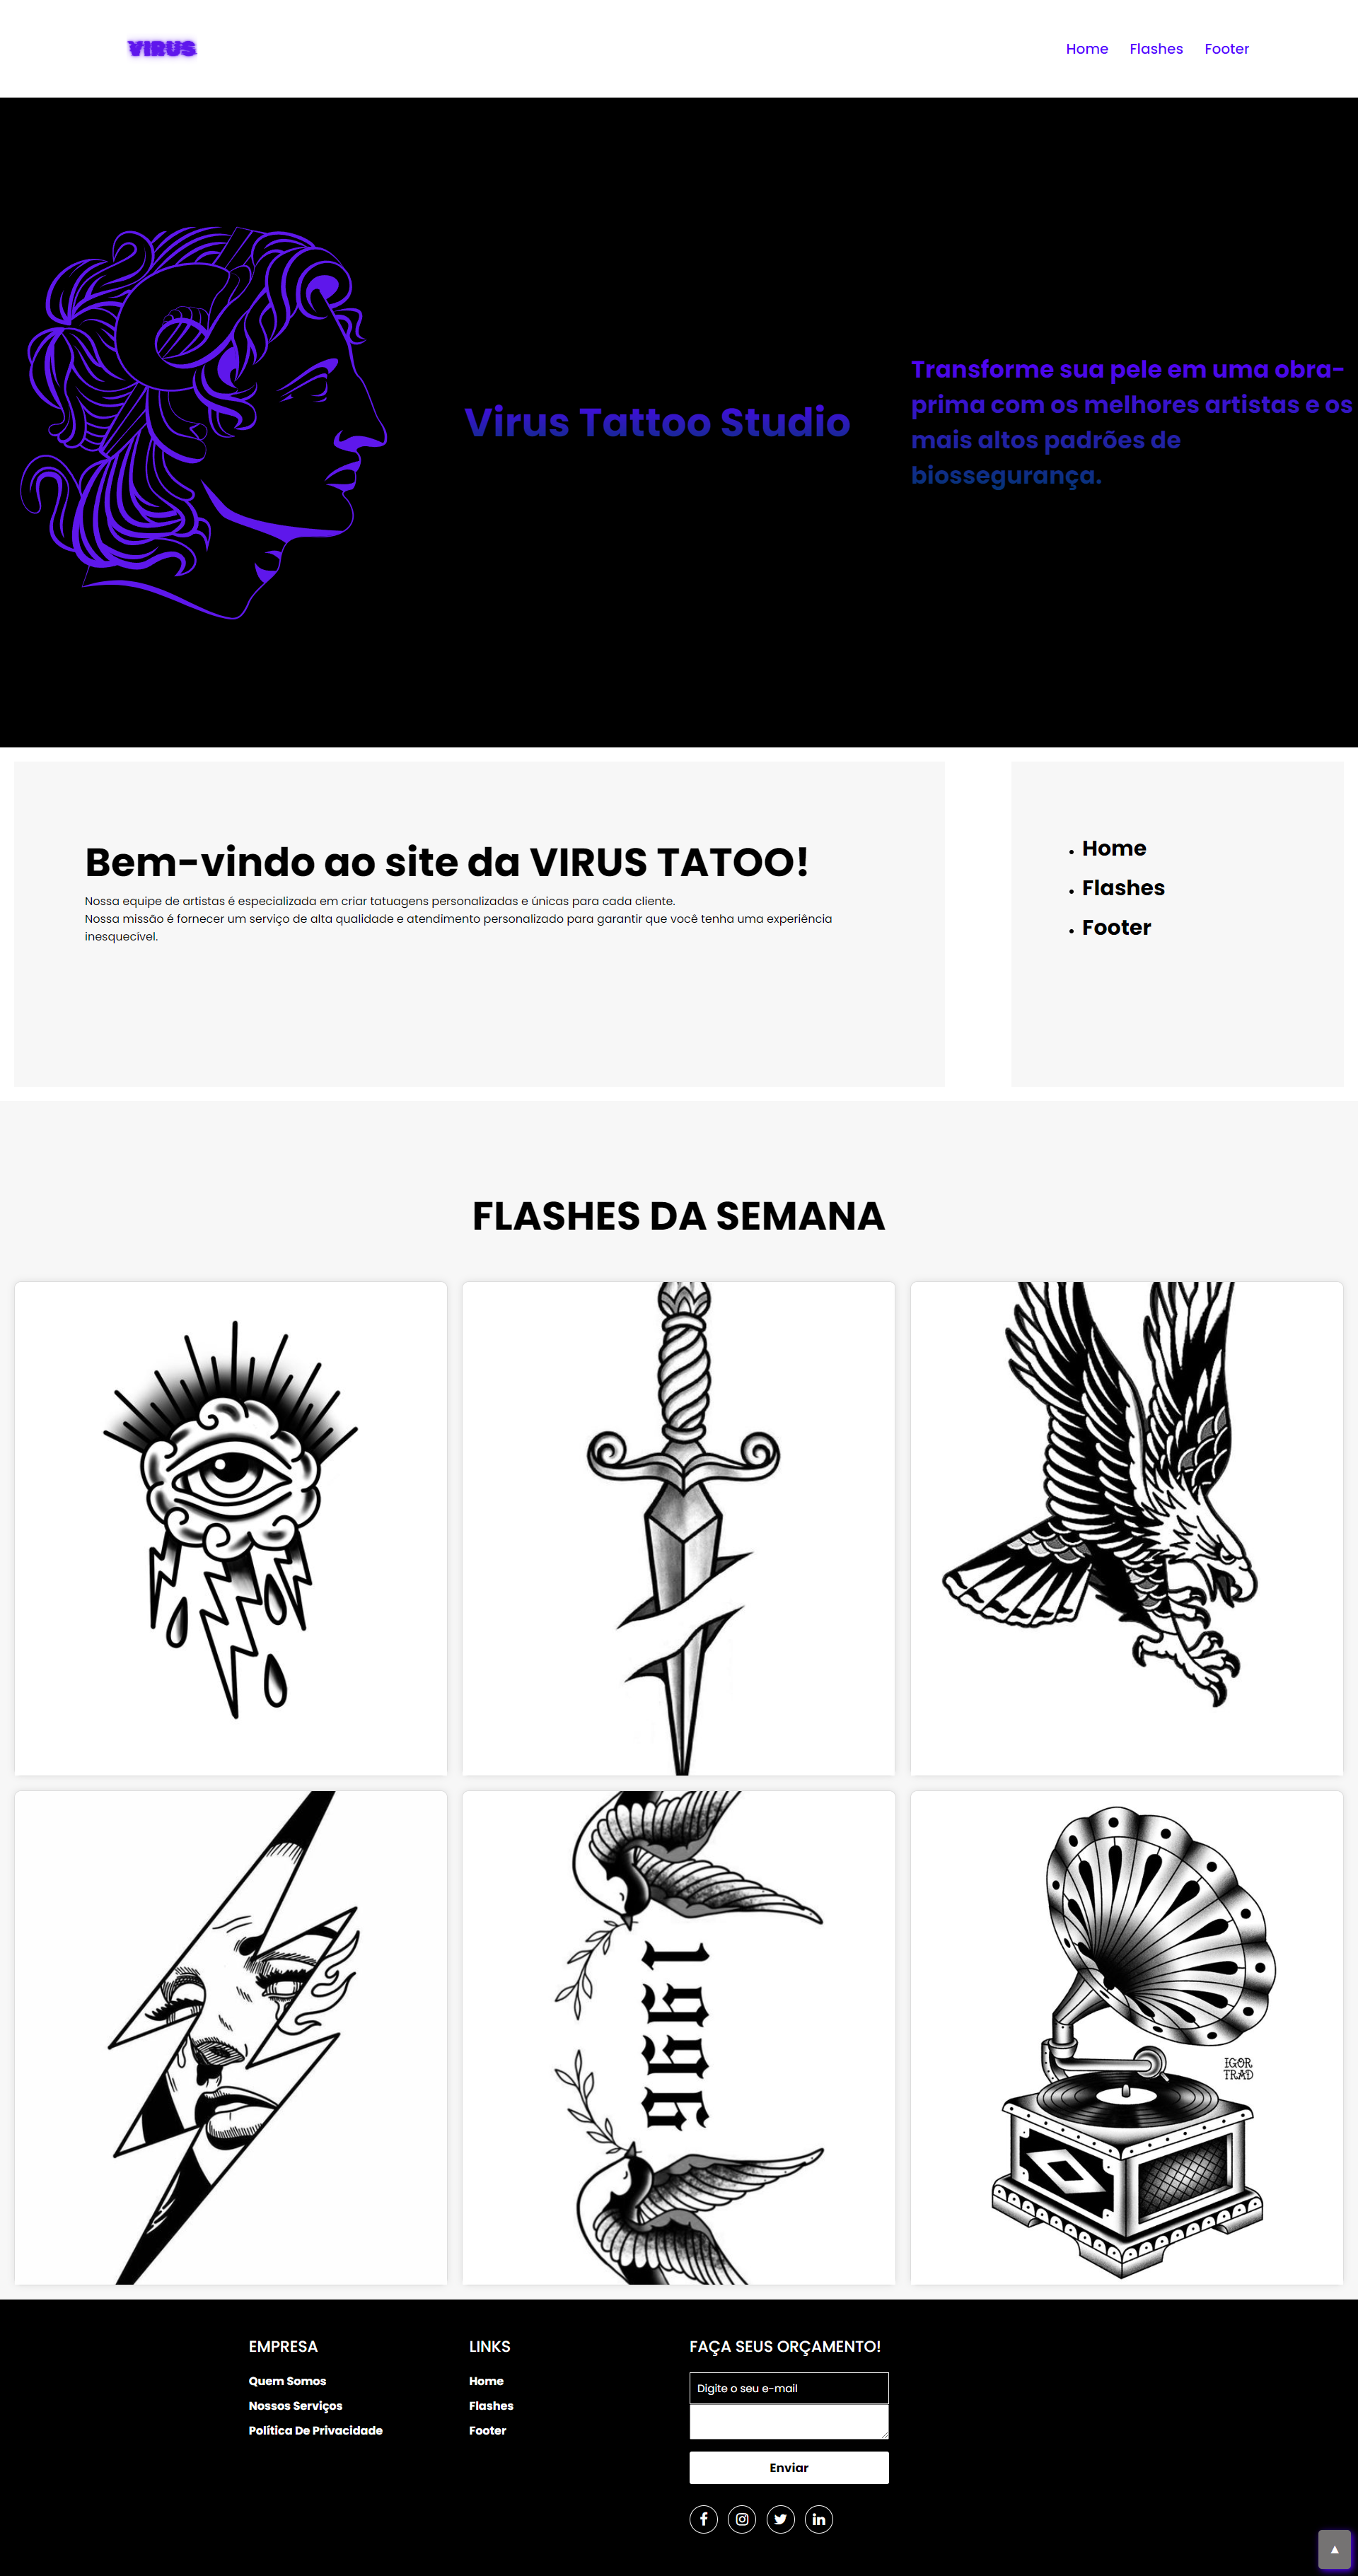 VIRUS
Home Flashes Footer
Virus Tattoo Studio
Transforme sua pele em uma obra-
prima com os melhores artistas e os
mais altos padrões de
biossegurança.
Bem-vindo ao site da VIRUS TATOO!
Nossa equipe de artistas é especializada em criar tatuagens personalizadas e únicas para cada cliente.
Nossa missão é fornecer um serviço de alta qualidade e atendimento personalizado para garantir que você tenha uma experiência
inesquecível.
Home
Flashes
Footer
FLASHES DA SEMANA
1996
IGOR
TRAD
EMPRESA
Quem Somos
Nossos Serviços
Política De Privacidade
LINKS
Home
Flashes
Footer
FAÇA SEUS ORÇAMENTO!
Digite o seu e-mail
Enviar